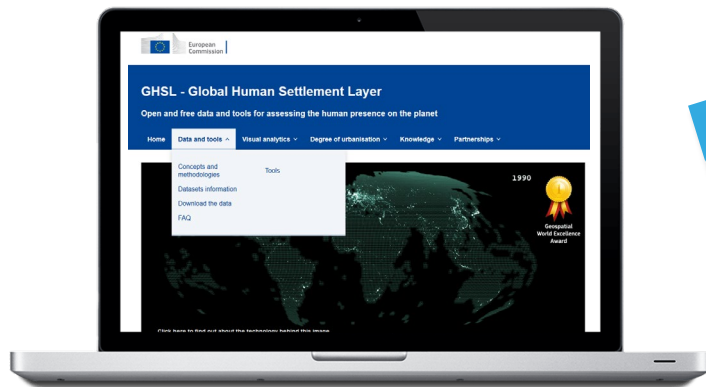 European
Commission
GHSL - Global Human Settlement Layer
Open and free data and tools for assessing the human presence on the planet
Home Data and tools Visual analytics Degree of urbanisation Knowledge Partnerships
Concepts and
methodologies
Tools
Datasets information
Download the data
FAQ
1990
Geospatial
World Excellence
Award
Click here to find out about the technology behind this image